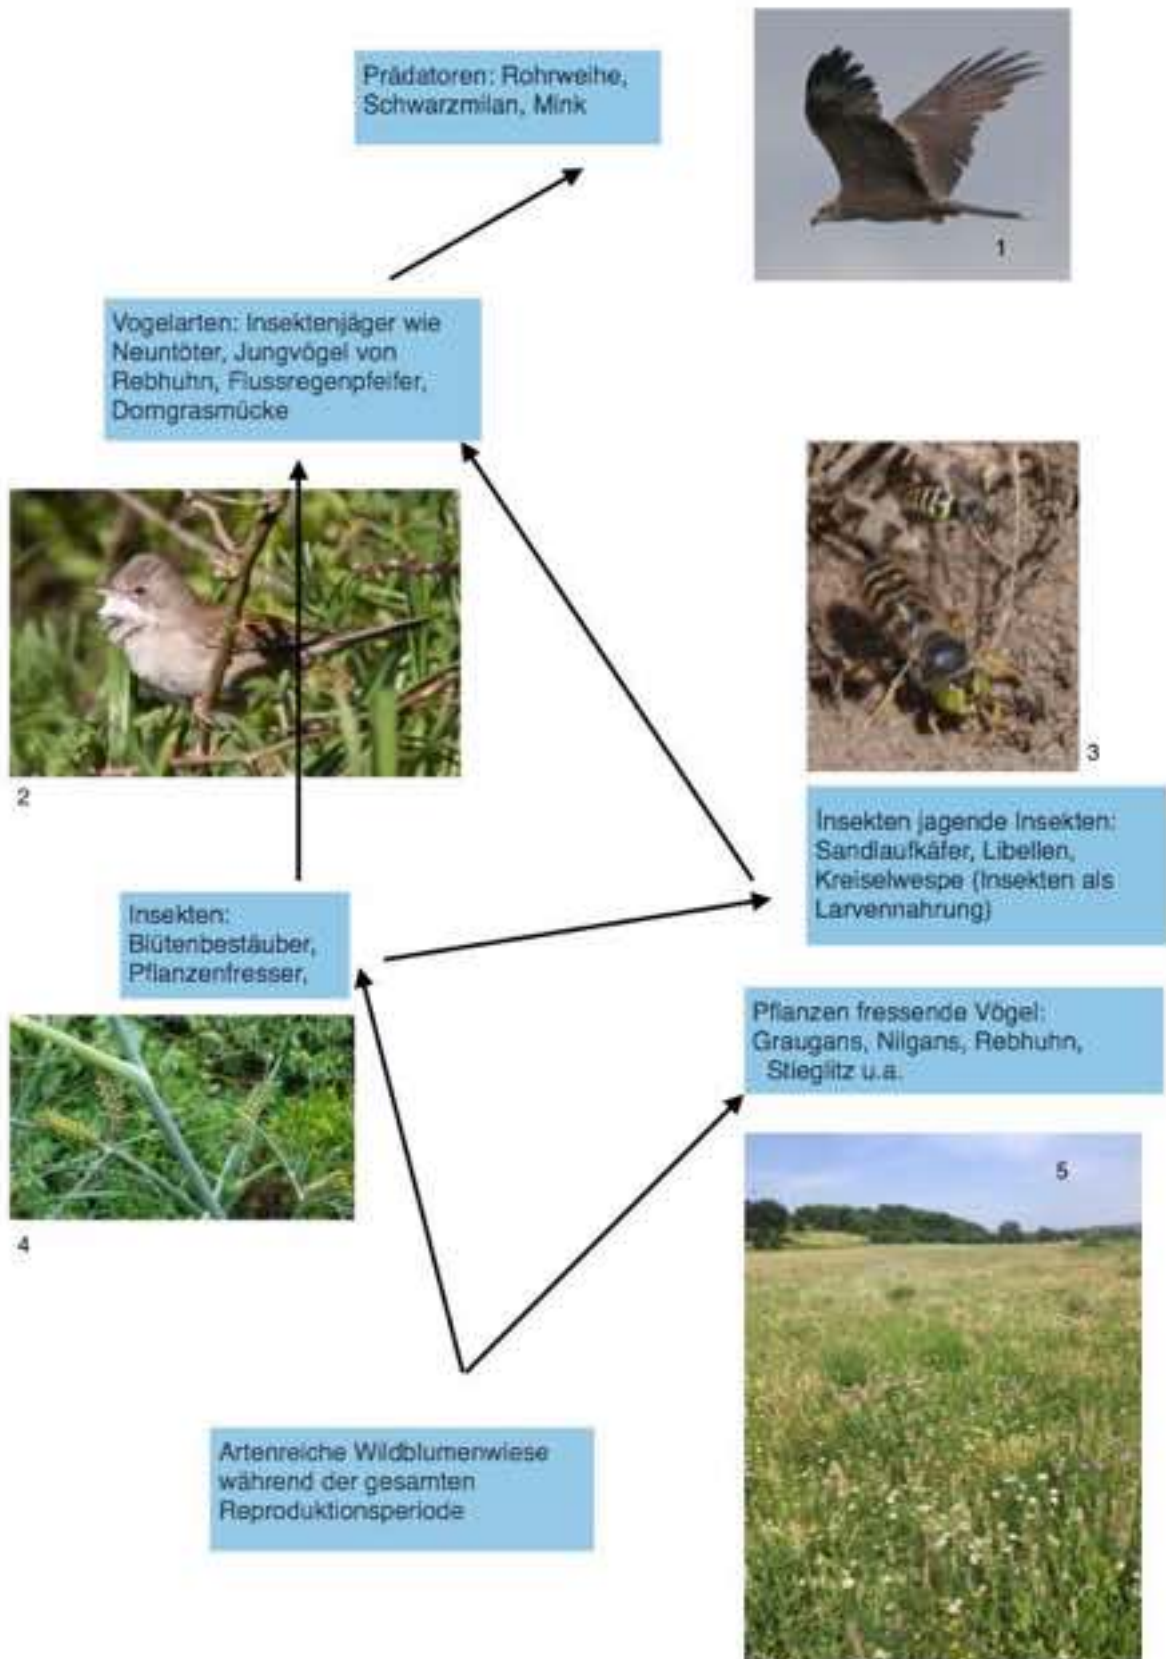 Prädatoren: Rohrweihe,
Schwarzmilan, Mink
1
Vogelarten: Insektenjäger wie
Neuntöter, Jungvögel von
Rebhuhn, Flussregenpfeifer,
Dorngrasmücke
2
3
Insekten jagende Insekten:
Sandlaufkäfer, Libellen,
Kreiselwespe (Insekten als
Larvennahrung)
Insekten:
Blütenbestäuber,
Pflanzenfresser,
Pflanzen fressende Vögel:
Graugans, Nilgans, Rebhuhn,
Stieglitz u.a.
4
5
Artenreiche Wildblumenwiese
während der gesamten
Reproduktionsperiode